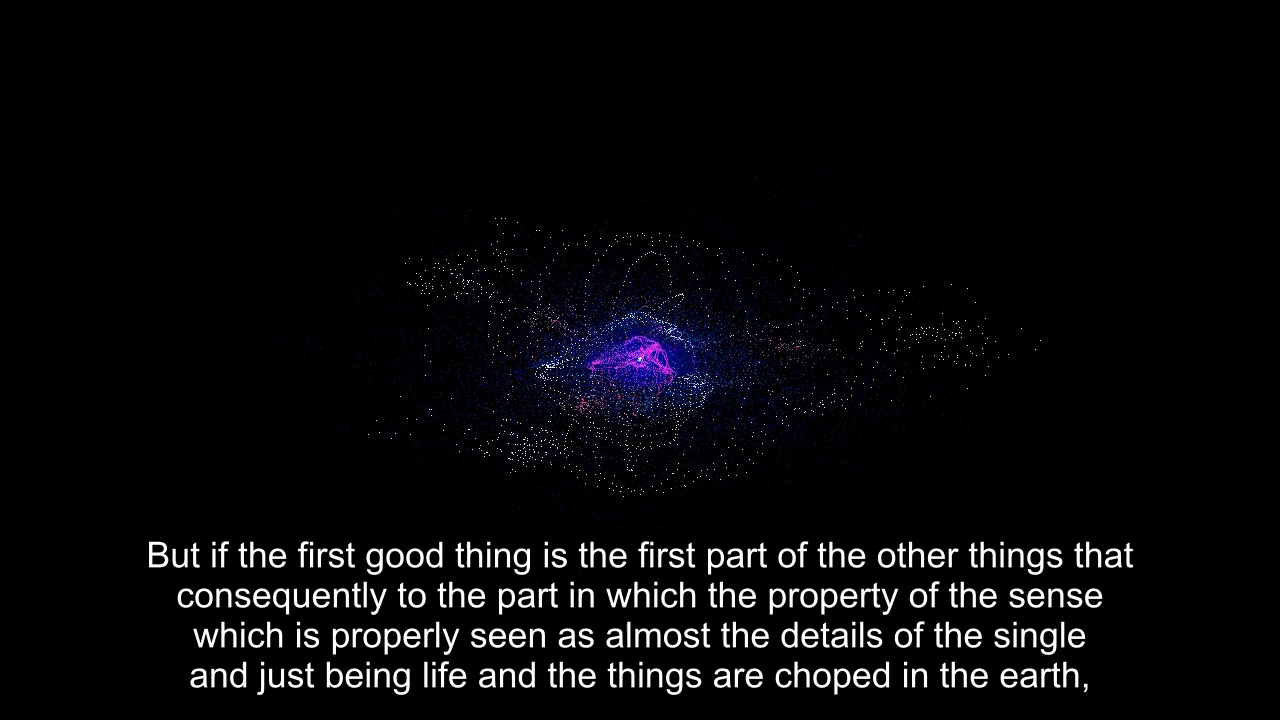 But if the first good thing is the first part of the other things that
consequently to the part in which the property of the sense
which is properly seen as almost the details of the single
and just being life and the things are choped in the earth,